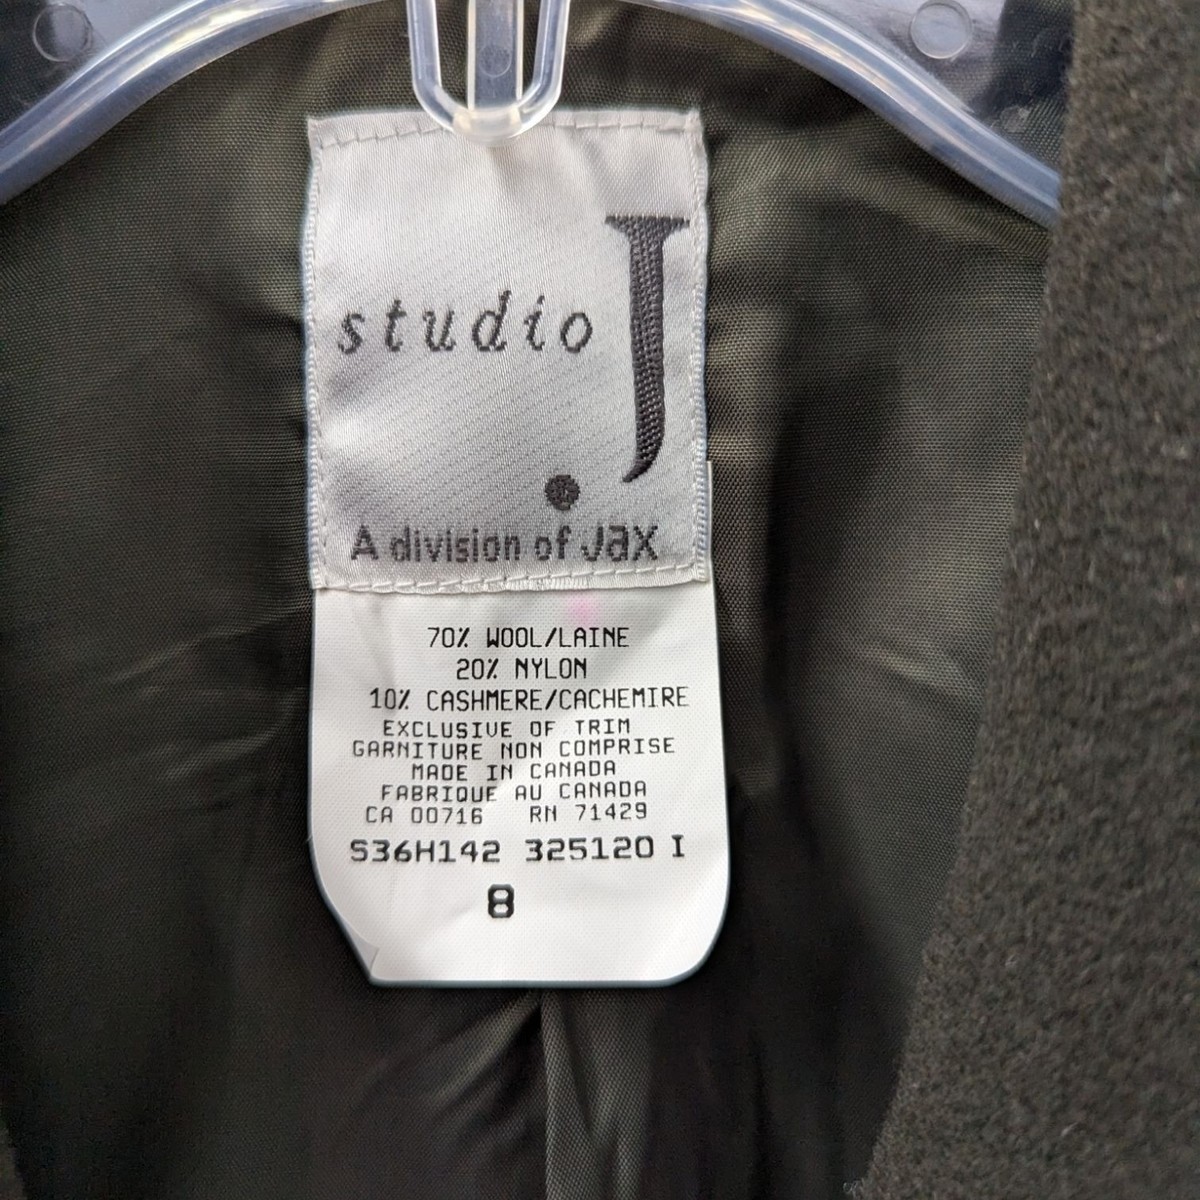 studio J
A division of Jax
70% WOOL/LAINE
20% NYLON
10% CASHMERE/CACHEMIRE
EXCLUSIVE OF TRIM
GARNITURE NON COMPRISE
MADE IN CANADA
FABRIQUE AU CANADA
CA 00716 RN 71429
S36H142 325120 I
8